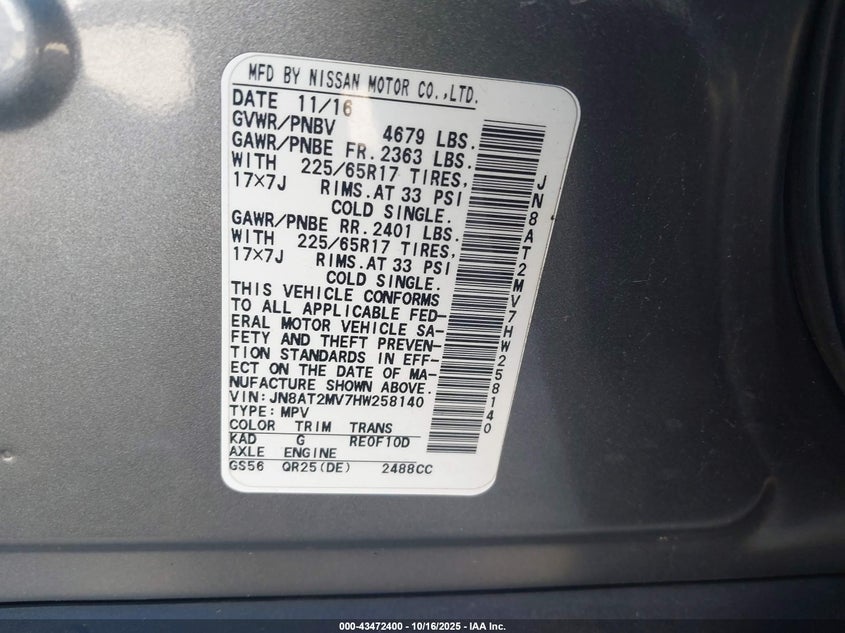 MFD BY NISSAN MOTOR CO.,LTD.
DATE 11/16
GVWR/PNBV 4679 LBS.
GAWR/PNBE FR. 2363 LBS.
WITH 225/65R17 TIRES,
17×7J RIMS.AT 33 PSI
COLD SINGLE.
GAWR/PNBE RR. 2401 LBS.
WITH 225/65R17 TIRES,
17×7J RIMS.AT 33 PSI
COLD SINGLE.
THIS VEHICLE CONFORMS
TO ALL APPLICABLE FED-
ERAL MOTOR VEHICLE SA-
FETY AND THEFT PREVEN-
TION STANDARDS IN EFF-
ECT ON THE DATE OF MA-
NUFACTURE SHOWN ABOVE.
VIN: JN8AT2MV7HW258140
TYPE: MPV
COLOR TRIM TRANS
KAD G RE0F10D
AXLE ENGINE
GS56 QR25(DE) 2488CC
JN8AT2MV7HW258140
000-43472400 - 10/16/2025 - IAA Inc.